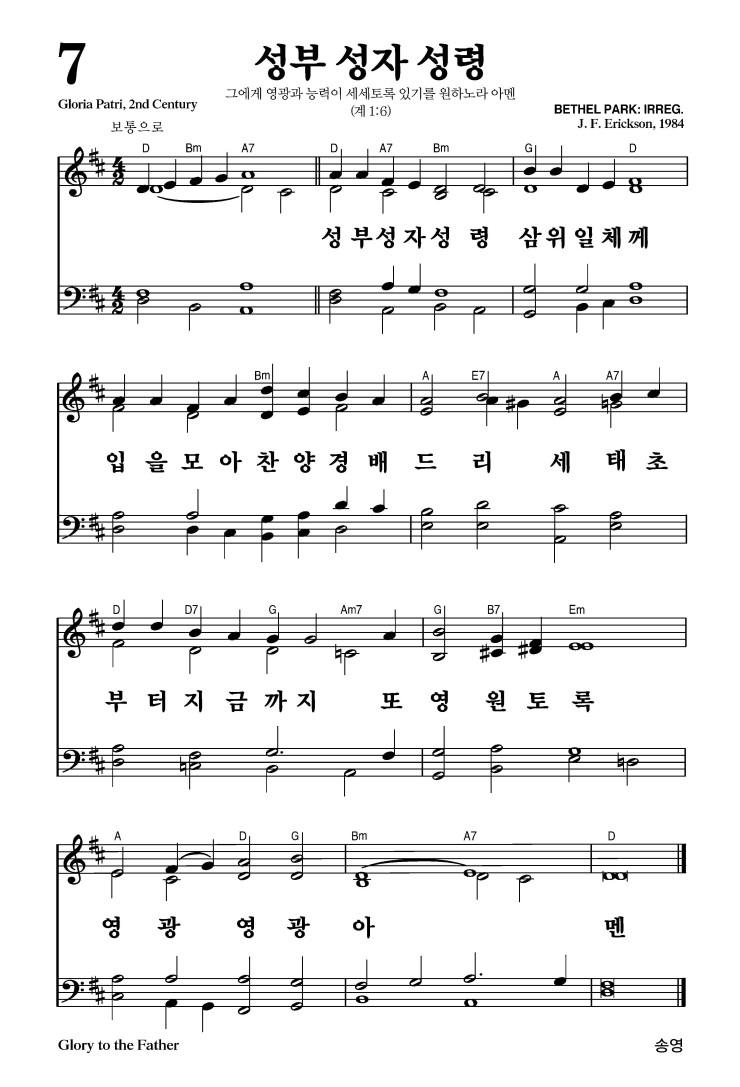 7
성부 성자 성령
그에게 영광과 능력이 세세토록 있기를 원하노라 아멘
(계 1:6)
Gloria Patri, 2nd Century
BETHEL PARK: IRREG.
J. F. Erickson, 1984
보통으로
D Bm A7 D A7 Bm G D
4 2
성 부 성 자 성 령 삼 위 일 체 께
4 2
Bm A E7 A A7
입 을 모 아 찬 양 경 배 드 리 세 태 초
D D7 G Am7 G B7 Em
부 터 지 금 까 지 또 영 원 토 록
A D G Bm A7 D
영 광 영 광 아 멘
Glory to the Father
송영